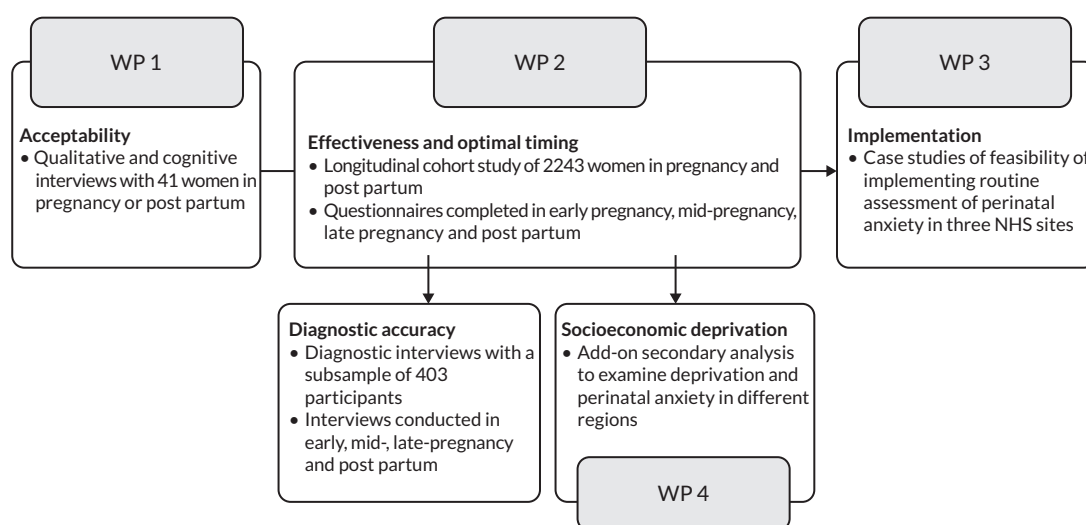 WP 1
Acceptability
• Qualitative and cognitive
interviews with 41 women in
pregnancy or post partum
WP 2
Effectiveness and optimal timing
• Longitudinal cohort study of 2243 women in pregnancy and
post partum
• Questionnaires completed in early pregnancy, mid-pregnancy,
late pregnancy and post partum
WP 3
Implementation
• Case studies of feasibility of
implementing routine
assessment of perinatal
anxiety in three NHS sites
Diagnostic accuracy
• Diagnostic interviews with a
subsample of 403
participants
• Interviews conducted in
early, mid-, late-pregnancy
and post partum
Socioeconomic deprivation
• Add-on secondary analysis
to examine deprivation and
perinatal anxiety in different
regions
WP 4